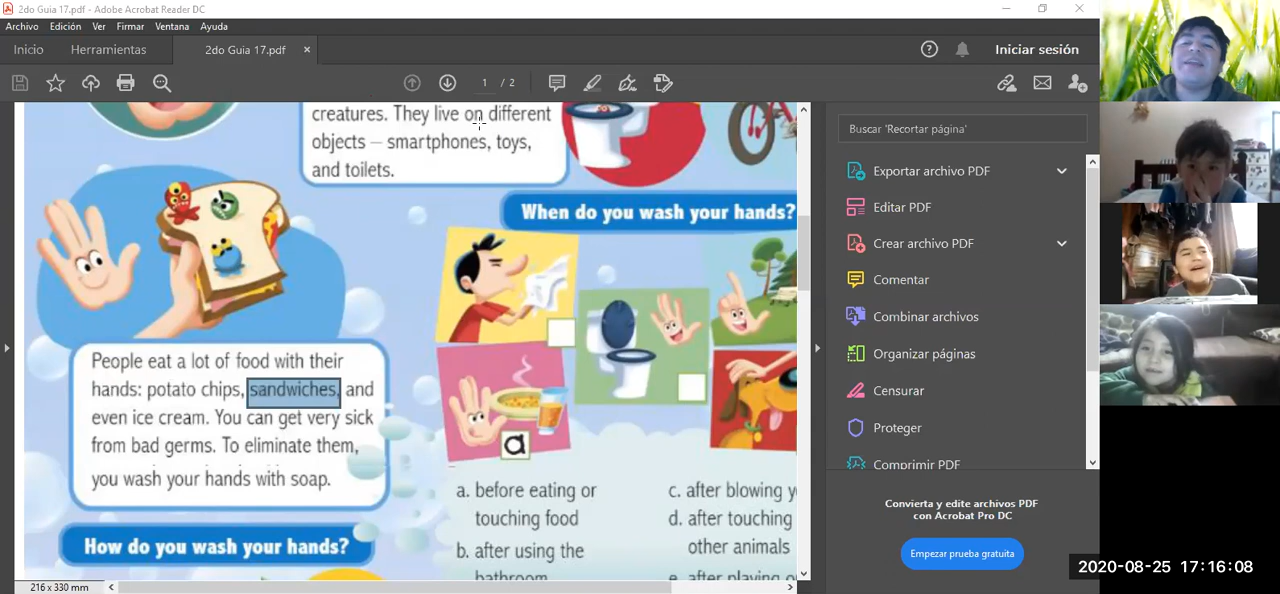 2do Guia 17.pdf - Adobe Acrobat Reader DC
Archivo Edición Ver Firmar Ventana Ayuda
Inicio Herramientas 2do Guia 17.pdf × Iniciar sesión
1 / 2
creatures. They live on different
objects – smartphones, toys,
and toilets.
When do you wash your hands?
People eat a lot of food with their
hands: potato chips, sandwiches, and
even ice cream. You can get very sick
from bad germs. To eliminate them,
you wash your hands with soap.
How do you wash your hands?
a
a. before eating or
touching food
b. after using the
bathroom
c. after blowing y
d. after touching
other animals
e. after playing o
216 x 330 mm
Buscar 'Recortar página'
Exportar archivo PDF
Editar PDF
Crear archivo PDF
Comentar
Combinar archivos
Organizar páginas
Censurar
Proteger
Comprimir PDF
Convierta y edite archivos PDF
con Acrobat Pro DC
Empezar prueba gratuita
2020-08-25 17:16:08